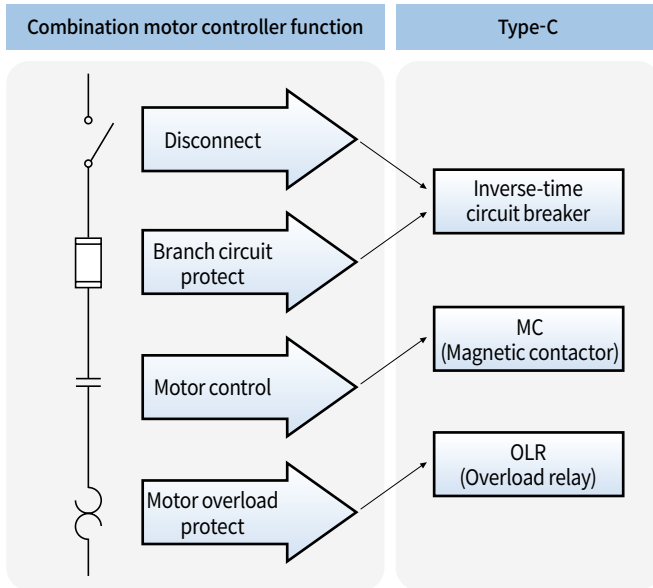 Combination motor controller function
Type-C
Disconnect
Branch circuit
protect
Motor control
Motor overload
protect
Inverse-time
circuit breaker
MC
(Magnetic contactor)
OLR
(Overload relay)